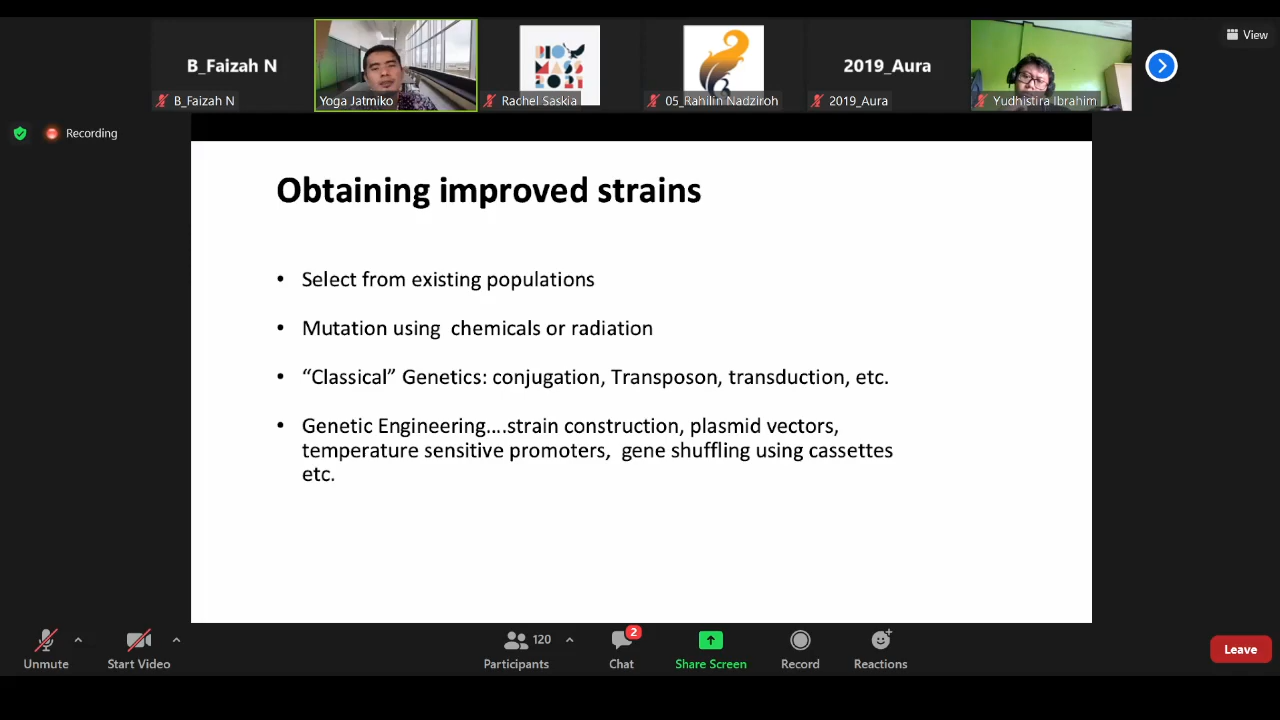 B_Faizah N
2019_Aura
View
B_Faizah N
Yoga Jatmiko
BIO
MASS
2021
Rachel Saskia
05_Rahilin Nadziroh
2019_Aura
Yudhistira Ibrahim
Recording
Obtaining improved strains
• Select from existing populations
• Mutation using  chemicals or radiation
• “Classical” Genetics: conjugation, Transposon, transduction, etc.
• Genetic Engineering....strain construction, plasmid vectors,
temperature sensitive promoters,  gene shuffling using cassettes
etc.
120
2
Unmute
Start Video
Participants
Chat
Share Screen
Record
Reactions
Leave